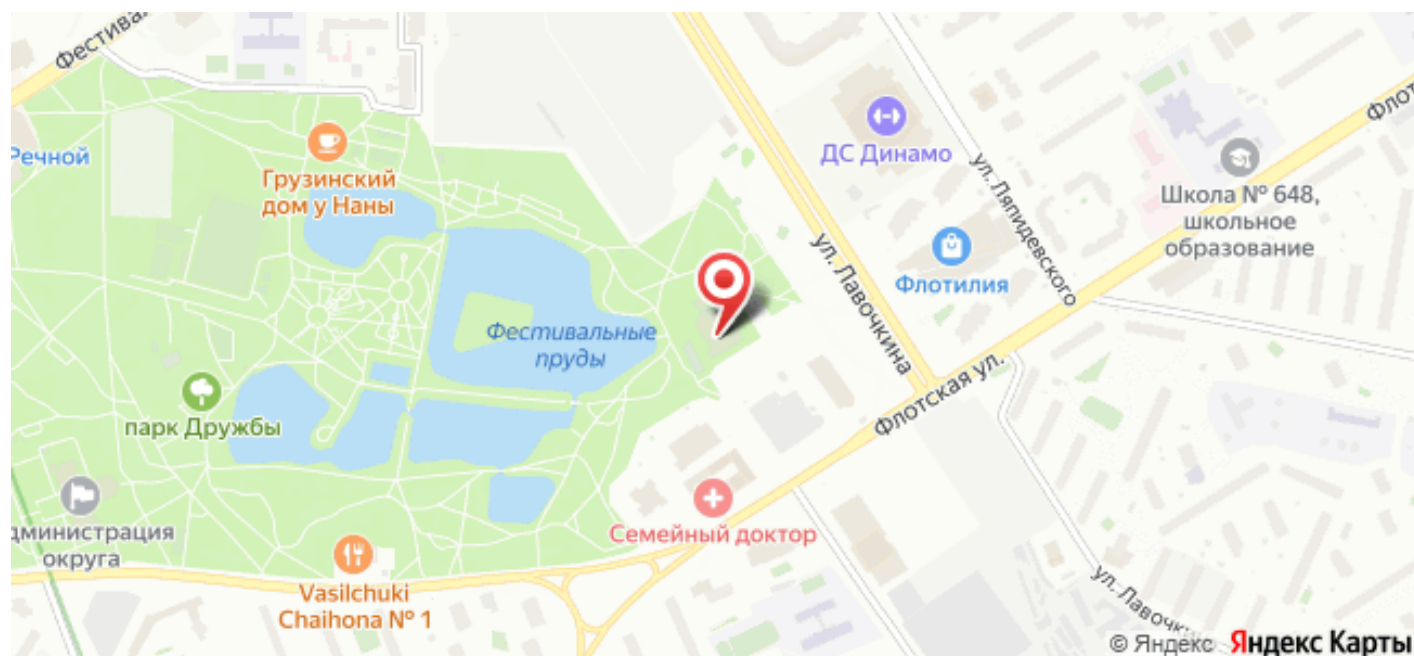 Фестива
Речной
Грузинский
дом у Наны
ДС Динамо
ул. Ляпидевского
Флот
Школа № 648,
школьное
образование
Флотилия
ул. Лавочкина
Фестивальные
пруды
парк Дружбы
Флотская ул.
дминистрация
округа
Семейный доктор
Vasilchuki
Chaihona № 1
ул. Лавочк
© Яндекс Яндекс Карты